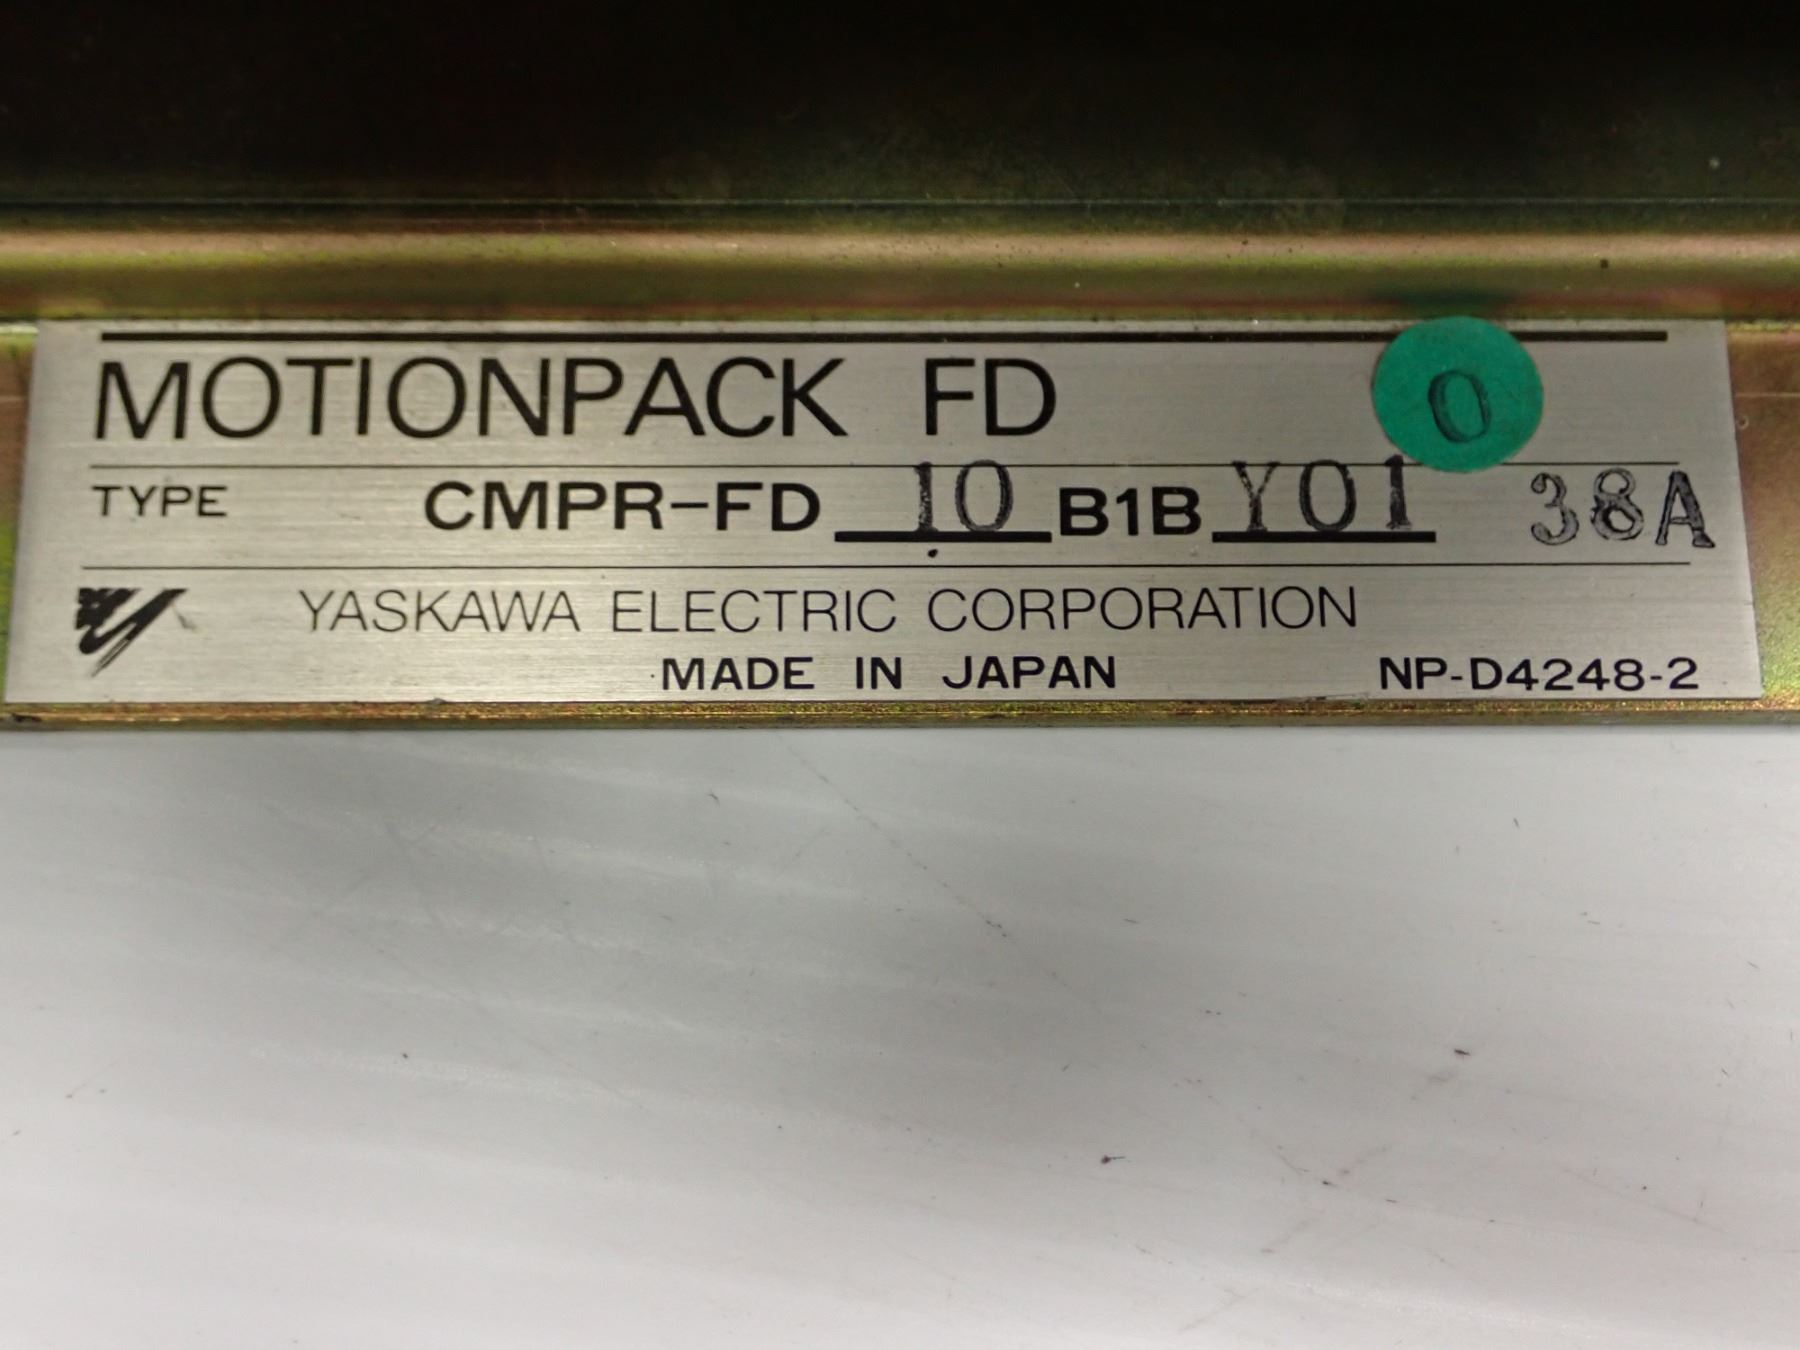 MOTIONPACK FD 0
TYPE CMPR-FD 10 B1B Y01 38A
YASKAWA ELECTRIC CORPORATION
MADE IN JAPAN NP-D4248-2